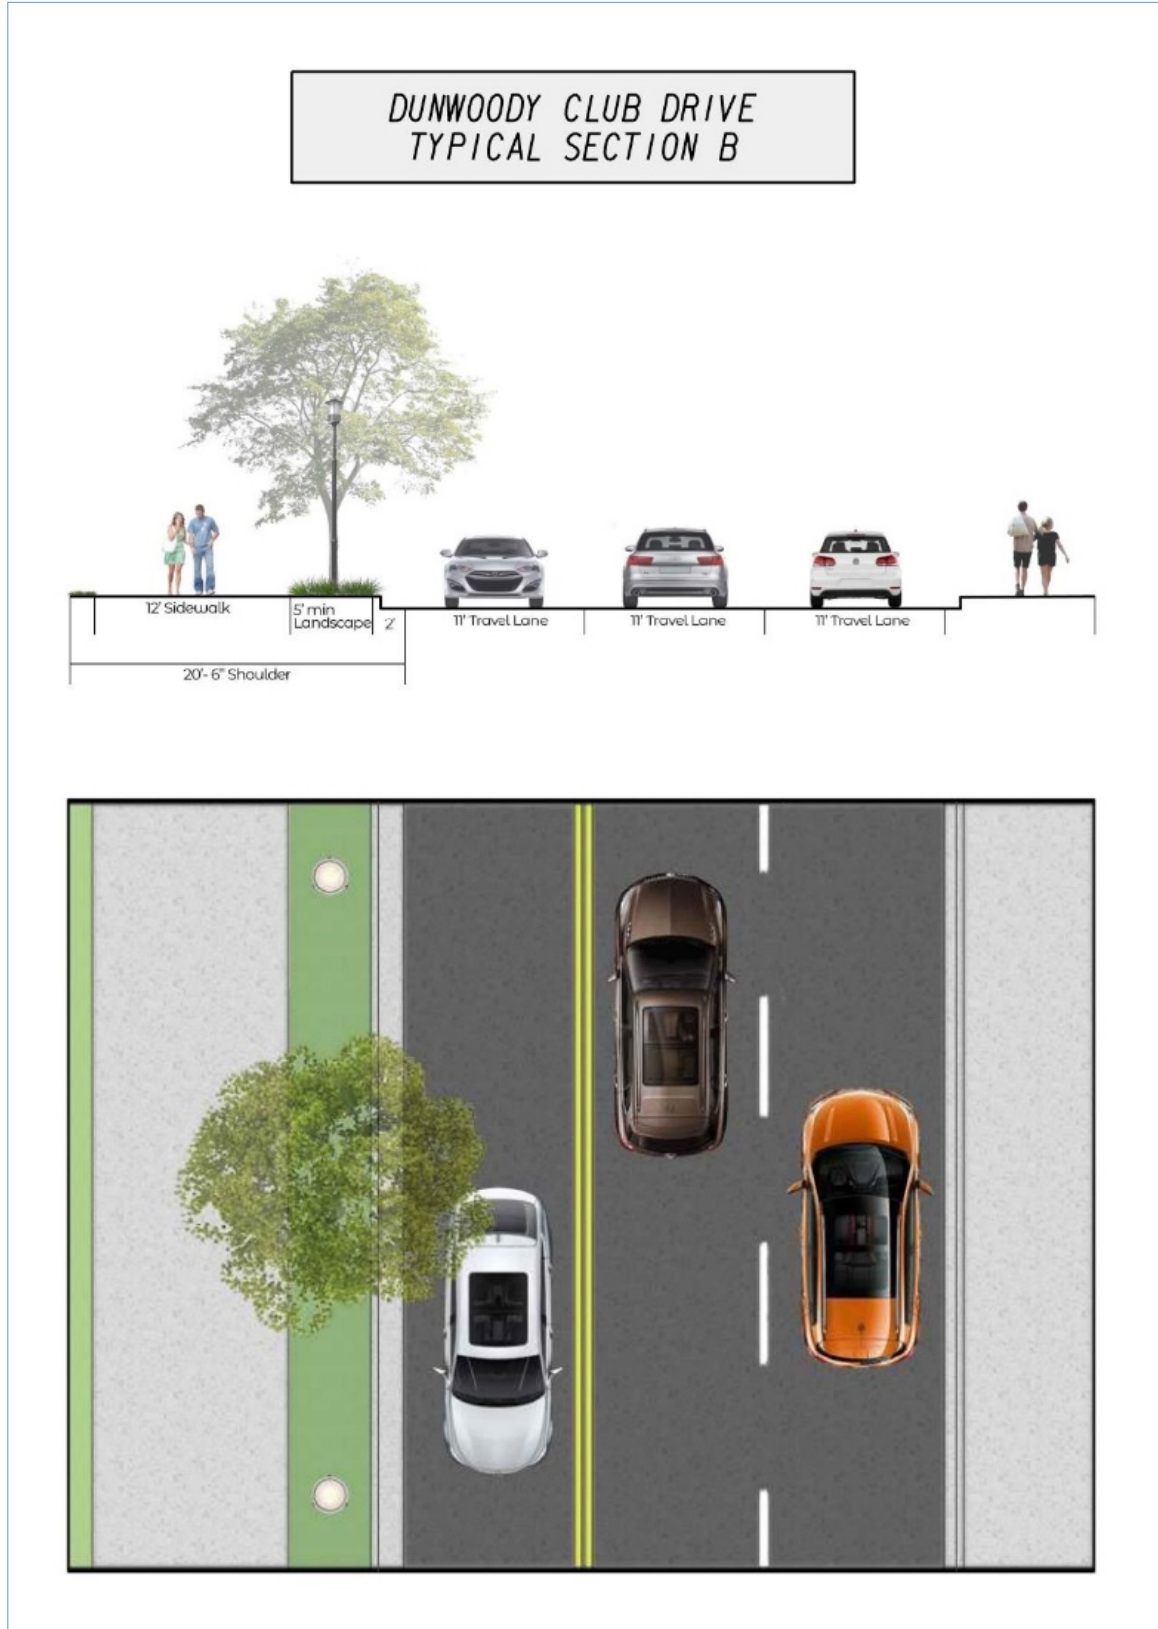 DUNWOODY CLUB DRIVE
TYPICAL SECTION B
12' Sidewalk
5' min
Landscape
2'
11' Travel Lane
11' Travel Lane
11' Travel Lane
20'- 6" Shoulder